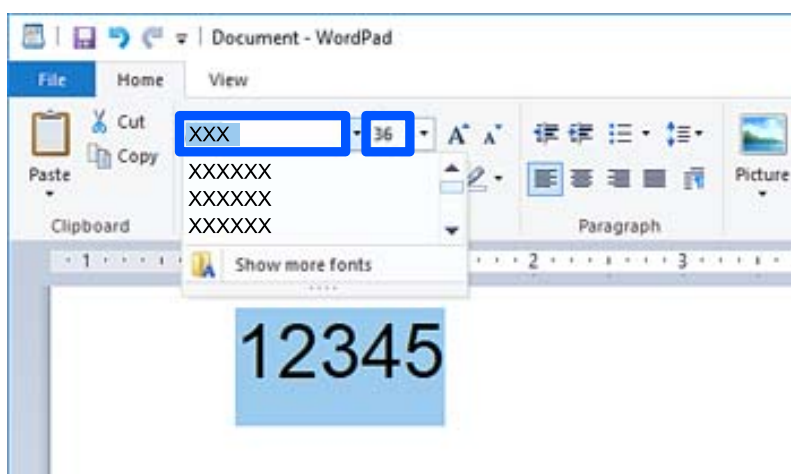 Document - WordPad
File Home View
Cut
Copy
Paste
Clipboard
XXX 36 A A
XXXXXX
XXXXXX
XXXXXX
Show more fonts
Paragraph
Picture
1 2 3
12345